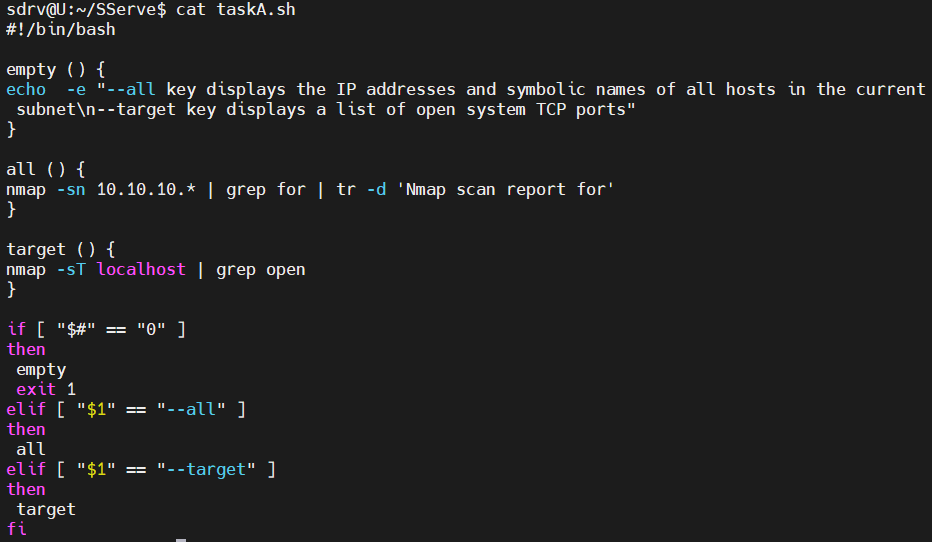 sdrv@U:~/SServe$ cat taskA.sh
#!/bin/bash

empty () {
echo  -e "--all key displays the IP addresses and symbolic names of all hosts in the current
 subnet\n--target key displays a list of open system TCP ports"
}

all () {
nmap -sn 10.10.10.* | grep for | tr -d 'Nmap scan report for'
}

target () {
nmap -sT localhost | grep open
}

if [ "$#" == "0" ]
then
 empty
 exit 1
elif [ "$1" == "--all" ]
then
 all
elif [ "$1" == "--target" ]
then
 target
fi